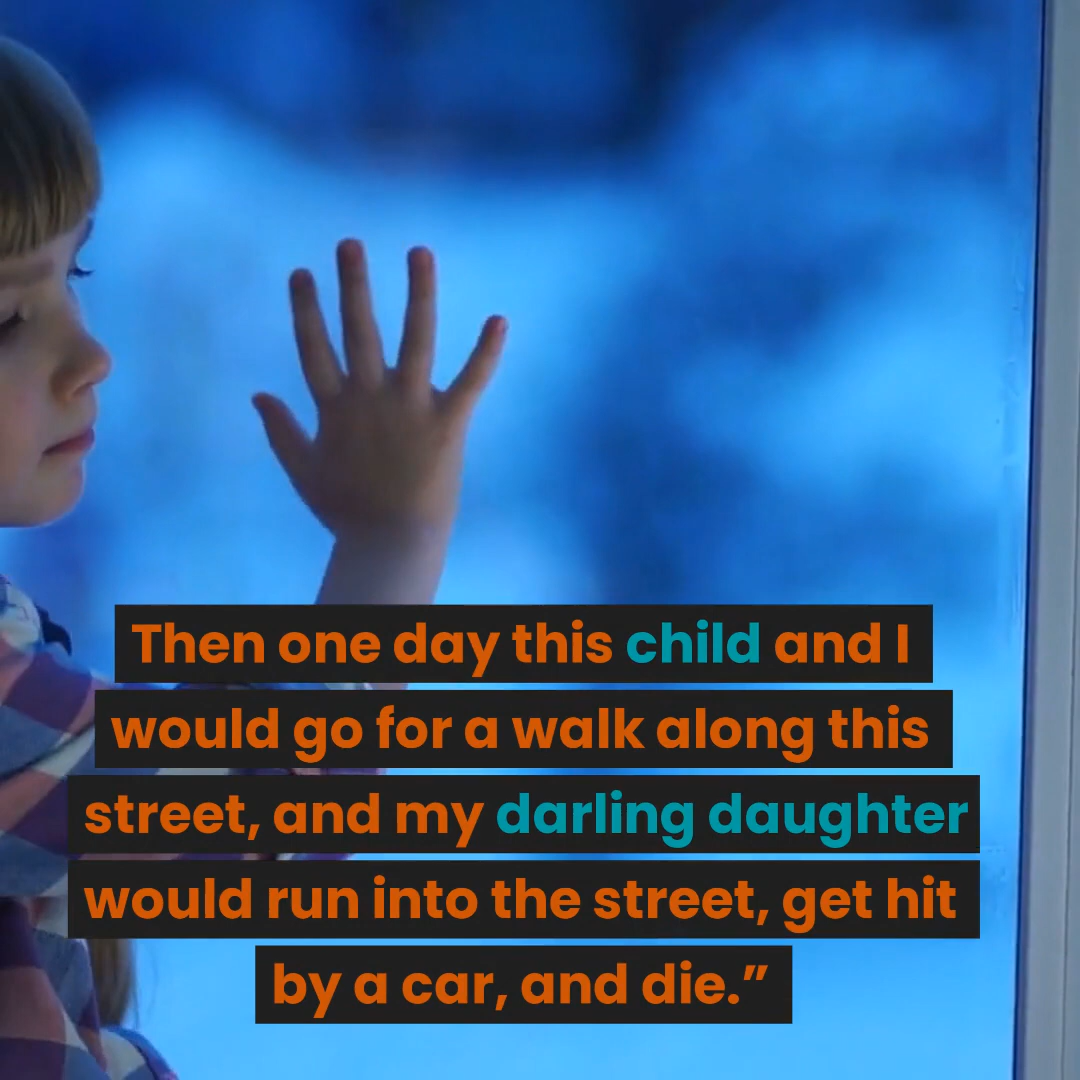 Then one day this child and I
would go for a walk along this
street, and my darling daughter
would run into the street, get hit
by a car, and die.”